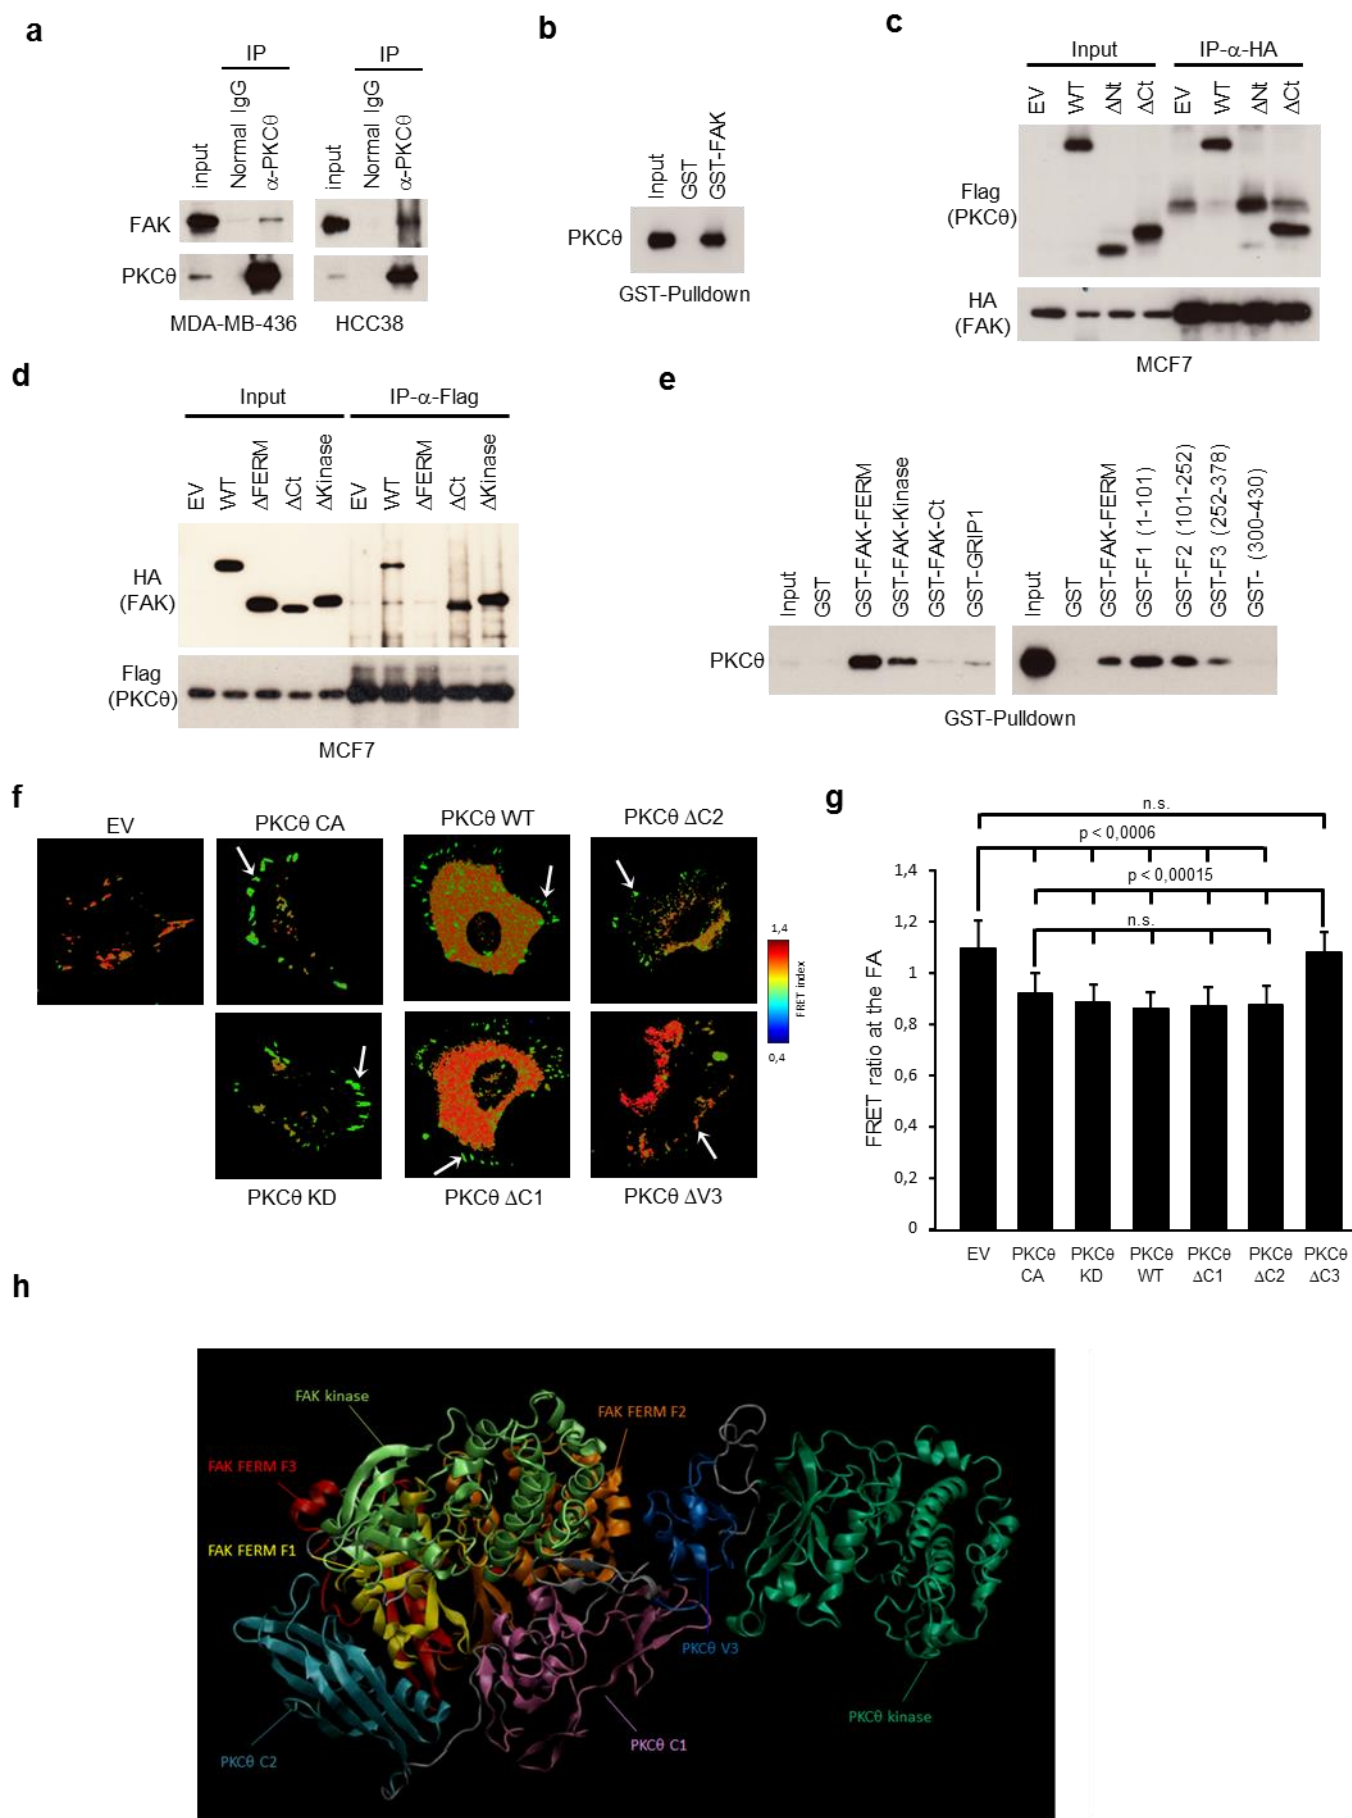 a
IP
IP
input
Normal IgG
α-PKCθ
input
Normal IgG
α-PKCθ
FAK
PKCθ
MDA-MB-436
HCC38
b
Input
GST
GST-FAK
PKCθ
GST-Pulldown
c
Input
IP-α-HA
EV
WT
ΔNt
ΔCt
EV
WT
ΔNt
ΔCt
Flag
(PKCθ)
HA
(FAK)
MCF7
d
Input
IP-α-Flag
EV
WT
ΔFERM
ΔCt
ΔKinase
EV
WT
ΔFERM
ΔCt
ΔKinase
HA
(FAK)
Flag
(PKCθ)
MCF7
e
Input
GST
GST-FAK-FERM
GST-FAK-Kinase
GST-FAK-Ct
GST-GRIP1
Input
GST
GST-FAK-FERM
GST-F1 (1-101)
GST-F2 (101-252)
GST-F3 (252-378)
GST- (300-430)
PKCθ
GST-Pulldown
f
EV
PKCθ CA
PKCθ WT
PKCθ ΔC2
PKCθ KD
PKCθ ΔC1
PKCθ ΔV3
1,4
FRET index
0,4
g
n.s.
p < 0,0006
p < 0,00015
n.s.
FRET ratio at the FA
1,4
1,2
1
0,8
0,6
0,4
0,2
0
EV
PKCθ CA
PKCθ KD
PKCθ WT
PKCθ ΔC1
PKCθ ΔC2
PKCθ ΔC3
h
FAK kinase
FAK FERM F2
FAK FERM F3
FAK FERM F1
PKCθ V3
PKCθ C2
PKCθ C1
PKCθ kinase